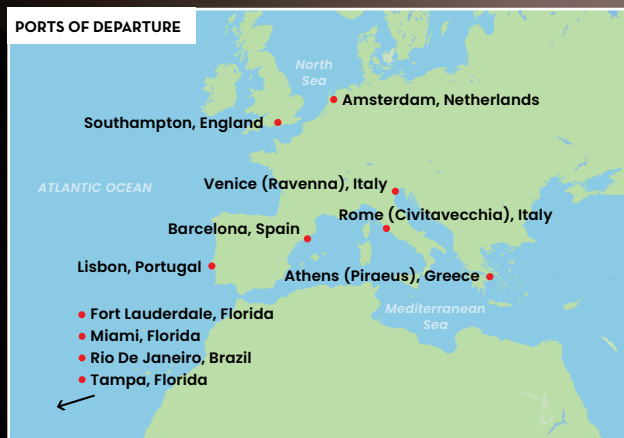 PORTS OF DEPARTURE
North
Sea
Amsterdam, Netherlands
Southampton, England
ATLANTIC OCEAN
Venice (Ravenna), Italy
Rome (Civitavecchia), Italy
Barcelona, Spain
Lisbon, Portugal
Athens (Piraeus), Greece
Mediterranean
Sea
Fort Lauderdale, Florida
Miami, Florida
Rio De Janeiro, Brazil
Tampa, Florida